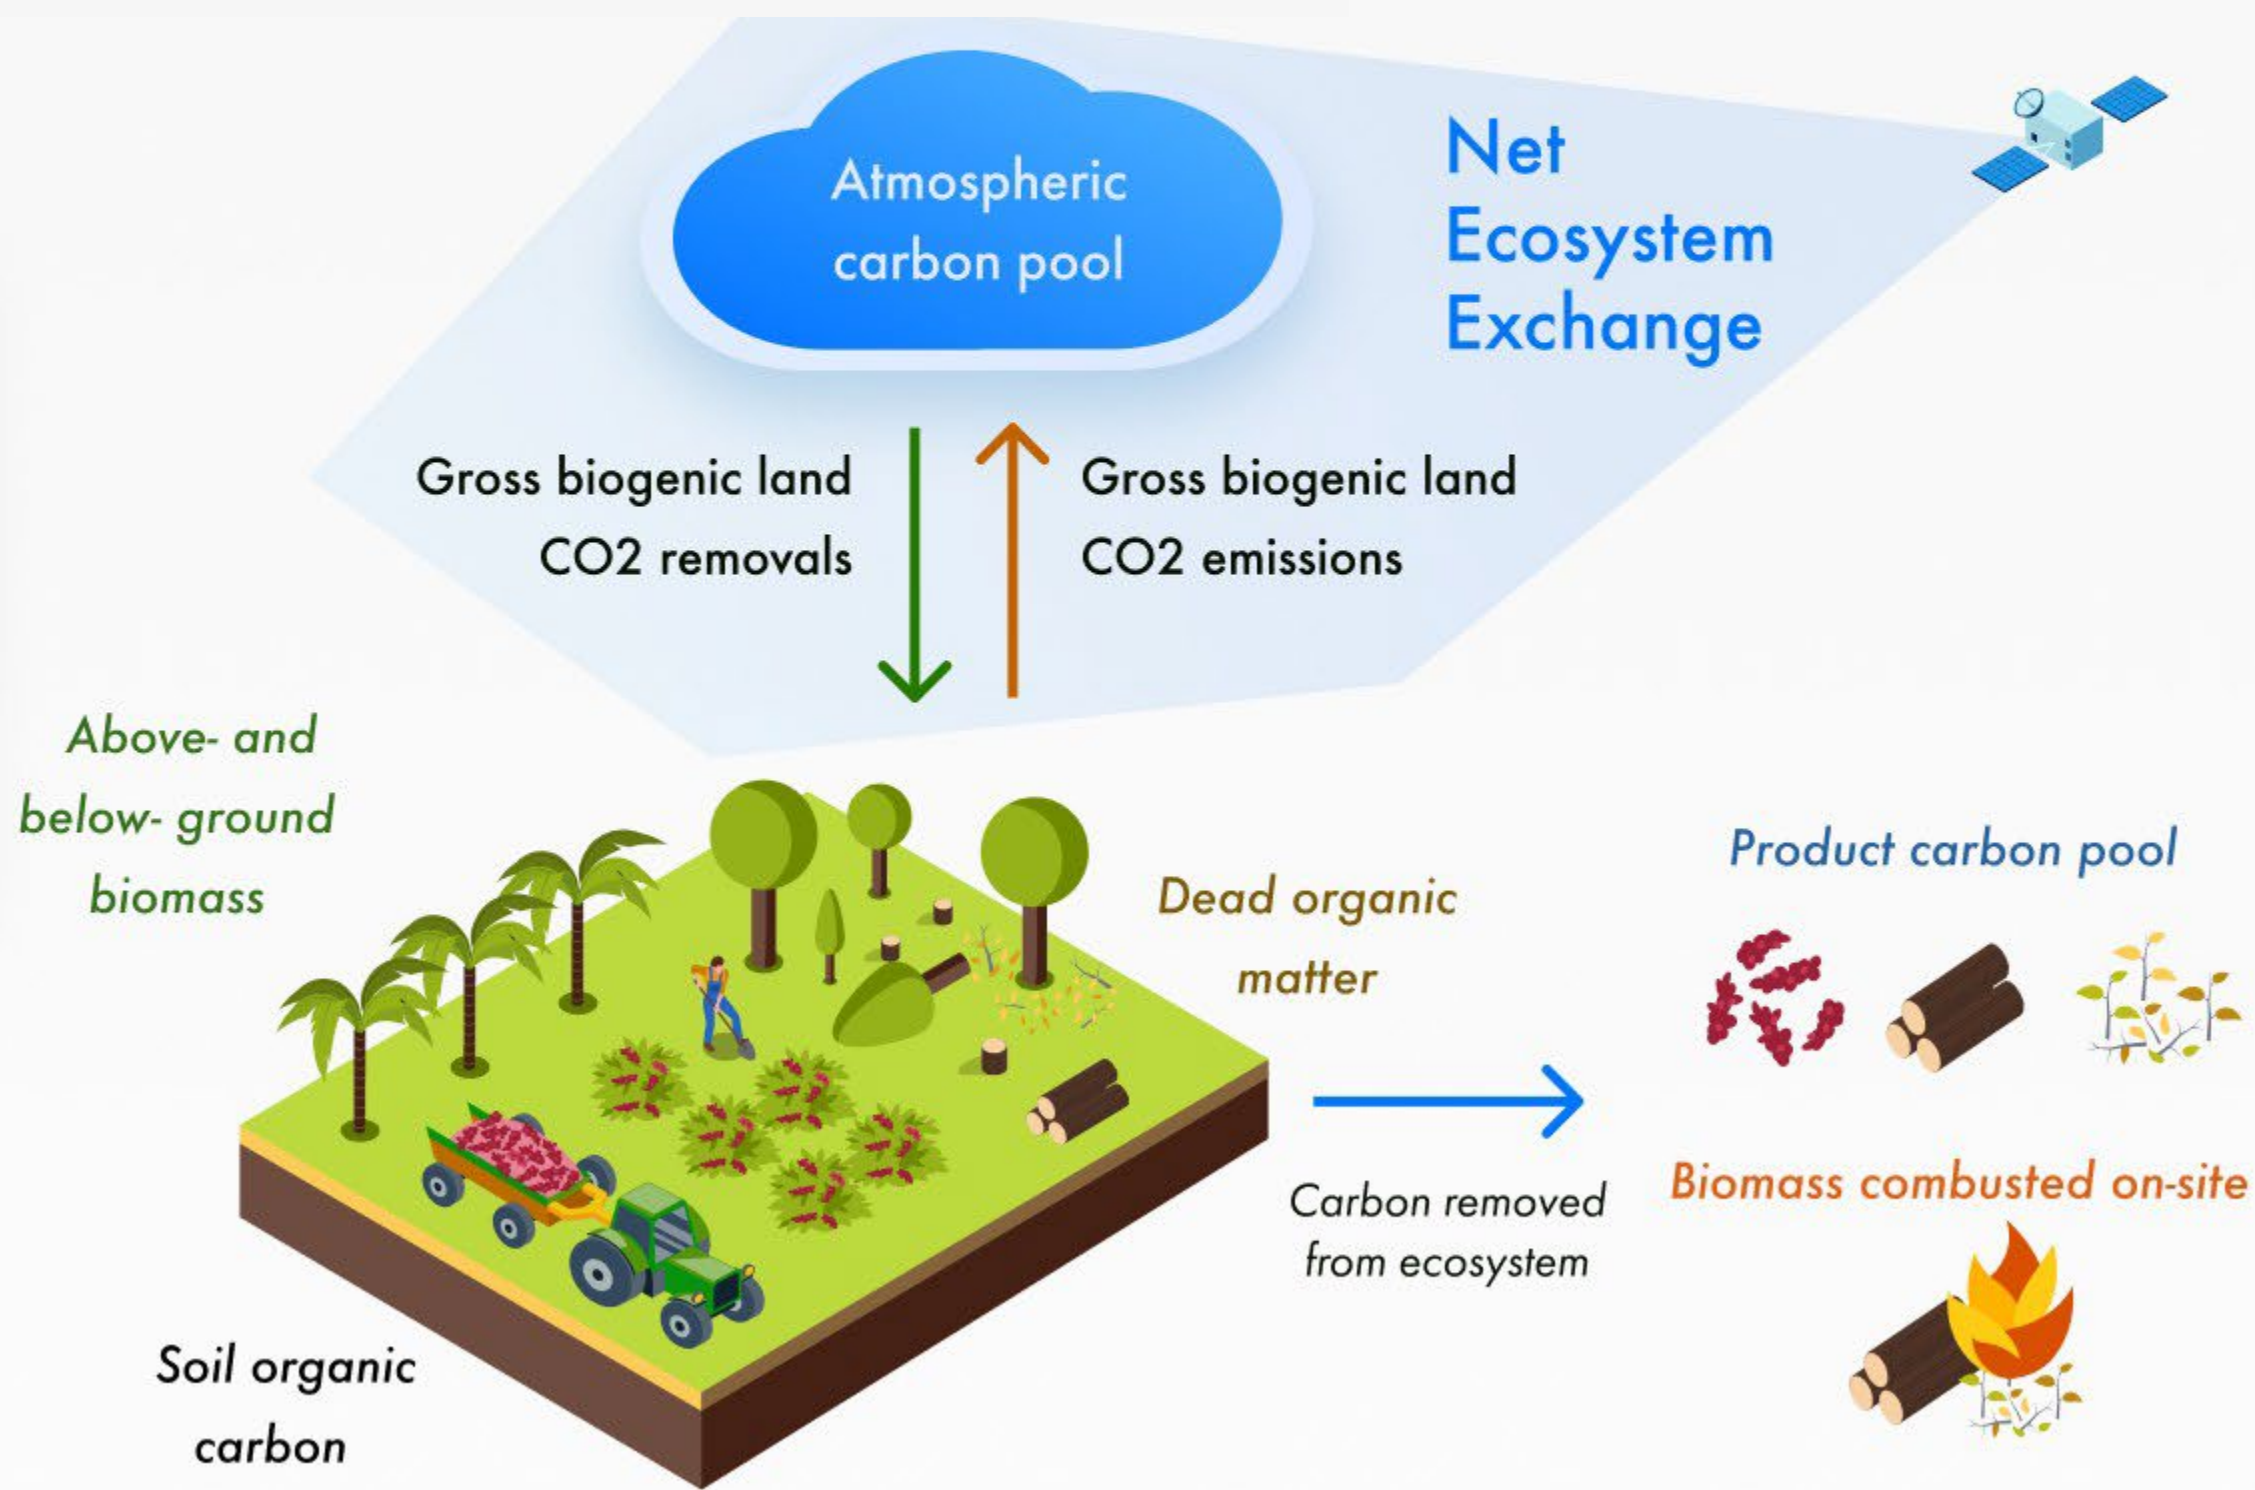 Atmospheric
carbon pool
Net
Ecosystem
Exchange
Gross biogenic land
CO2 removals
Gross biogenic land
CO2 emissions
Above- and
below- ground
biomass
Dead organic
matter
Product carbon pool
Carbon removed
from ecosystem
Biomass combusted on-site
Soil organic
carbon